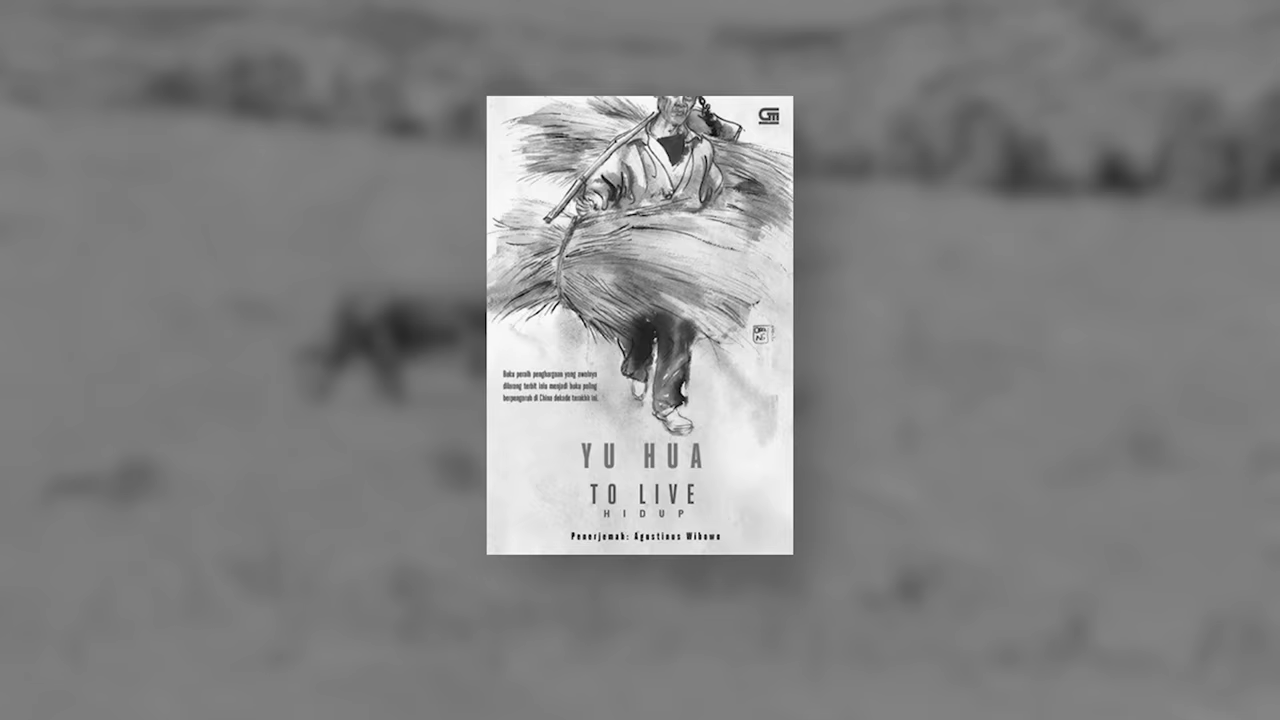 GM
Buku peraih penghargaan yang awalnya
dilarang terbit lalu menjadi buku paling
berpengaruh di China dekade terakhir ini.
YU HUA
TO LIVE
HIDUP
Penerjemah: Agustinus Wibowo